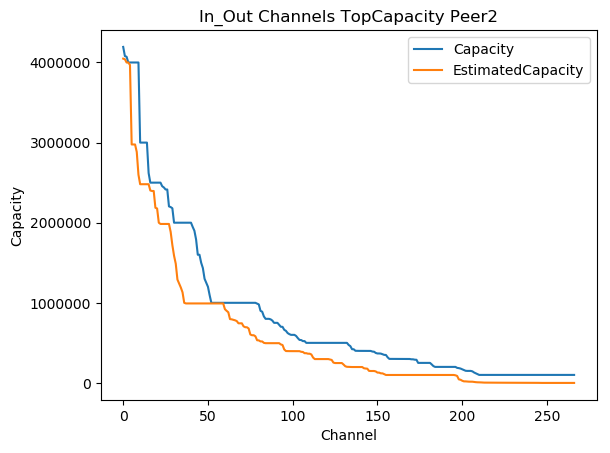 In_Out Channels TopCapacity Peer2
Capacity
EstimatedCapacity
4000000
3000000
2000000
1000000
0
Capacity
0 50 100 150 200 250
Channel